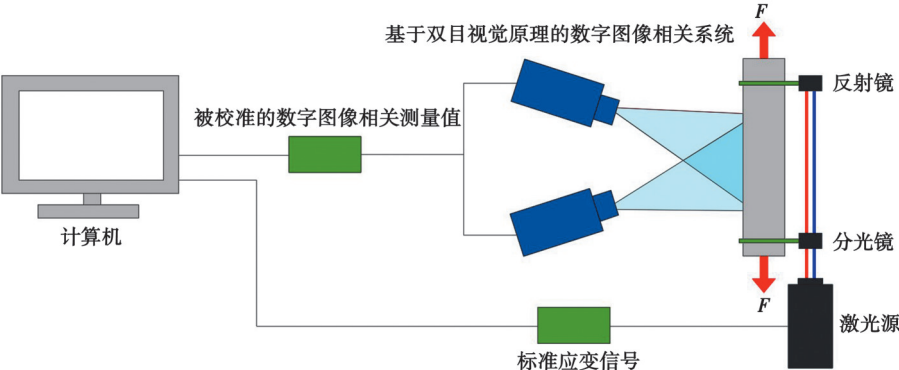 F
基于双目视觉原理的数字图像相关系统
反射镜
被校准的数字图像相关测量值
计算机
分光镜
F
激光源
标准应变信号